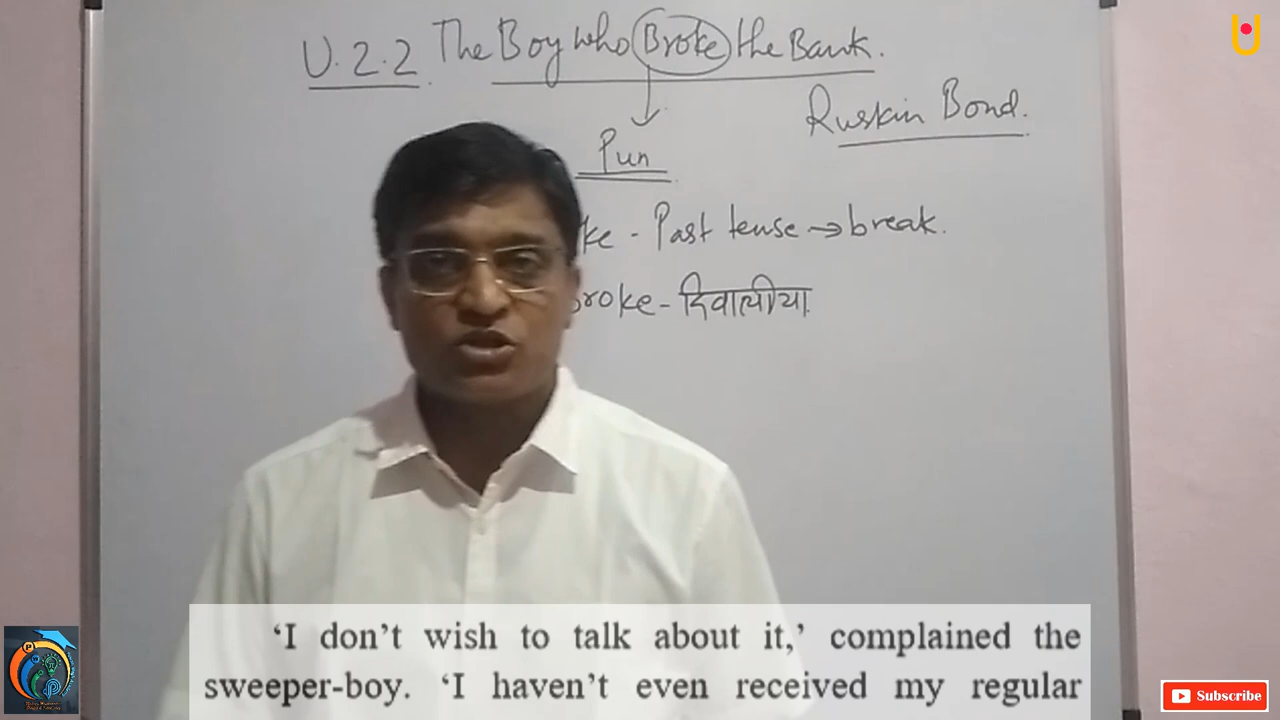 U.2.2 The Boy who Broke the Bank.
Ruskin Bond.
Pun
ke - Past tense → break.
broke - दिवालीया
‘I don’t wish to talk about it,’ complained the
sweeper-boy. ‘I haven’t even received my regular
Subscribe